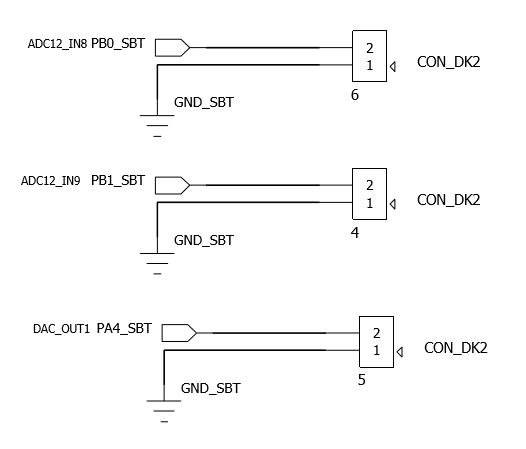 ADC12_IN8 PB0_SBT
2
1
CON_DK2
6
GND_SBT
ADC12_IN9 PB1_SBT
2
1
CON_DK2
4
GND_SBT
DAC_OUT1 PA4_SBT
2
1
CON_DK2
5
GND_SBT